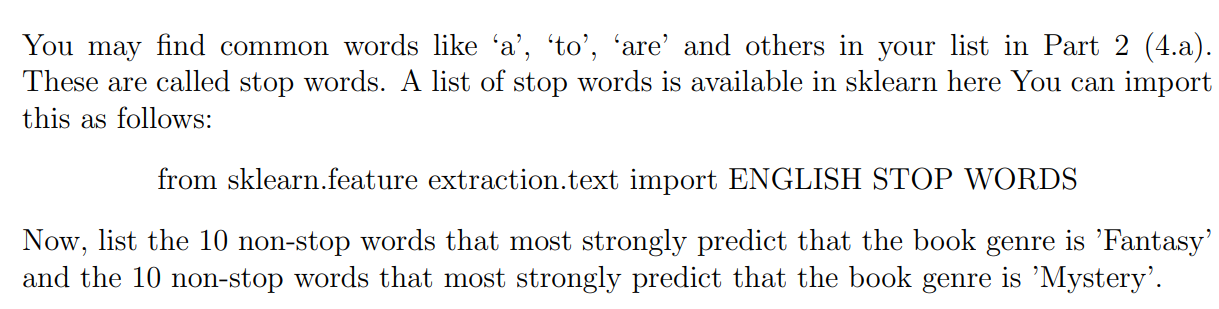 You may find common words like ‘a’, ‘to’, ‘are’ and others in your list in Part 2 (4.a).
These are called stop words. A list of stop words is available in sklearn here You can import
this as follows:
from sklearn.feature extraction.text import ENGLISH STOP WORDS
Now, list the 10 non-stop words that most strongly predict that the book genre is ’Fantasy’
and the 10 non-stop words that most strongly predict that the book genre is ’Mystery’.